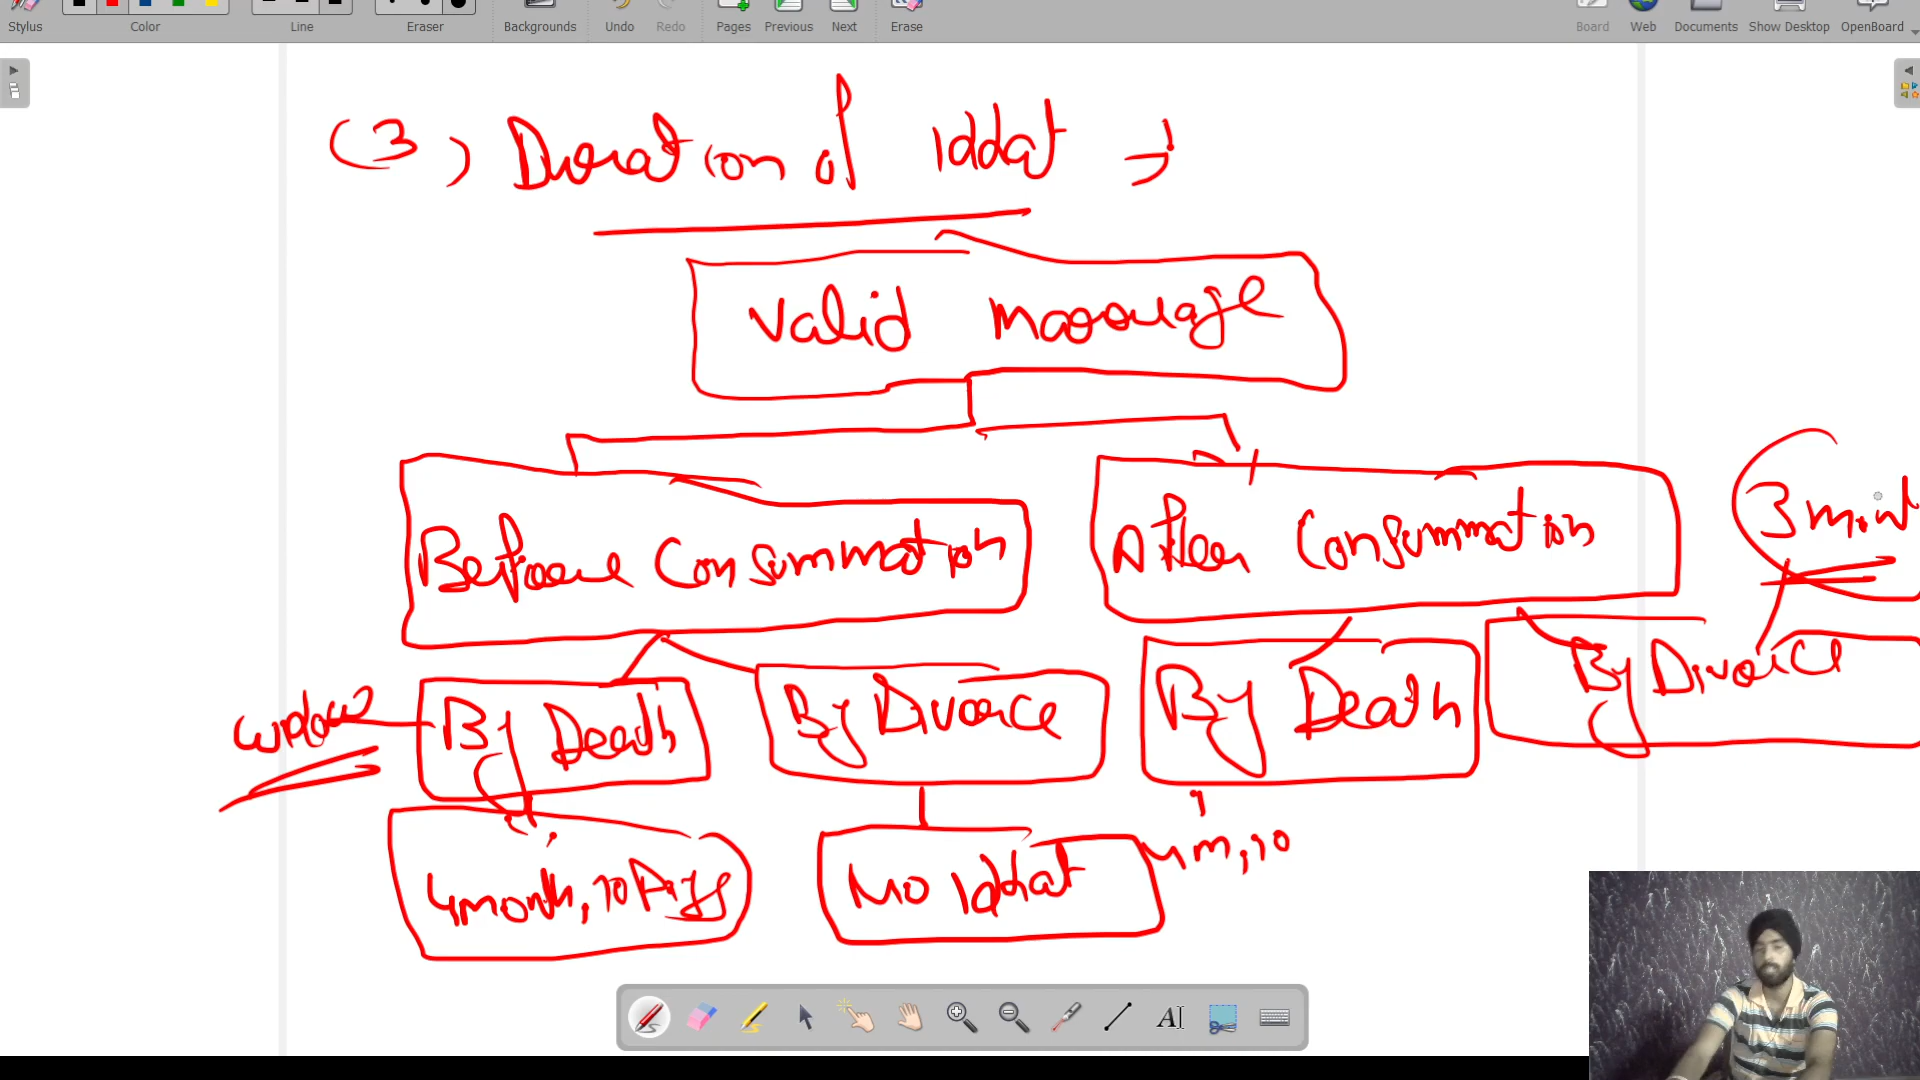 Stylus Color Line Eraser Backgrounds Undo Redo Pages Previous Next Erase Board Web Documents Show Desktop OpenBoard
(3) Duration of Iddat
Valid marriage
Before Consummation After Consummation 3 mont
widow By Death By Divorce By Death By Divorce
4 month, 10 Days No Iddat 4 m, 10